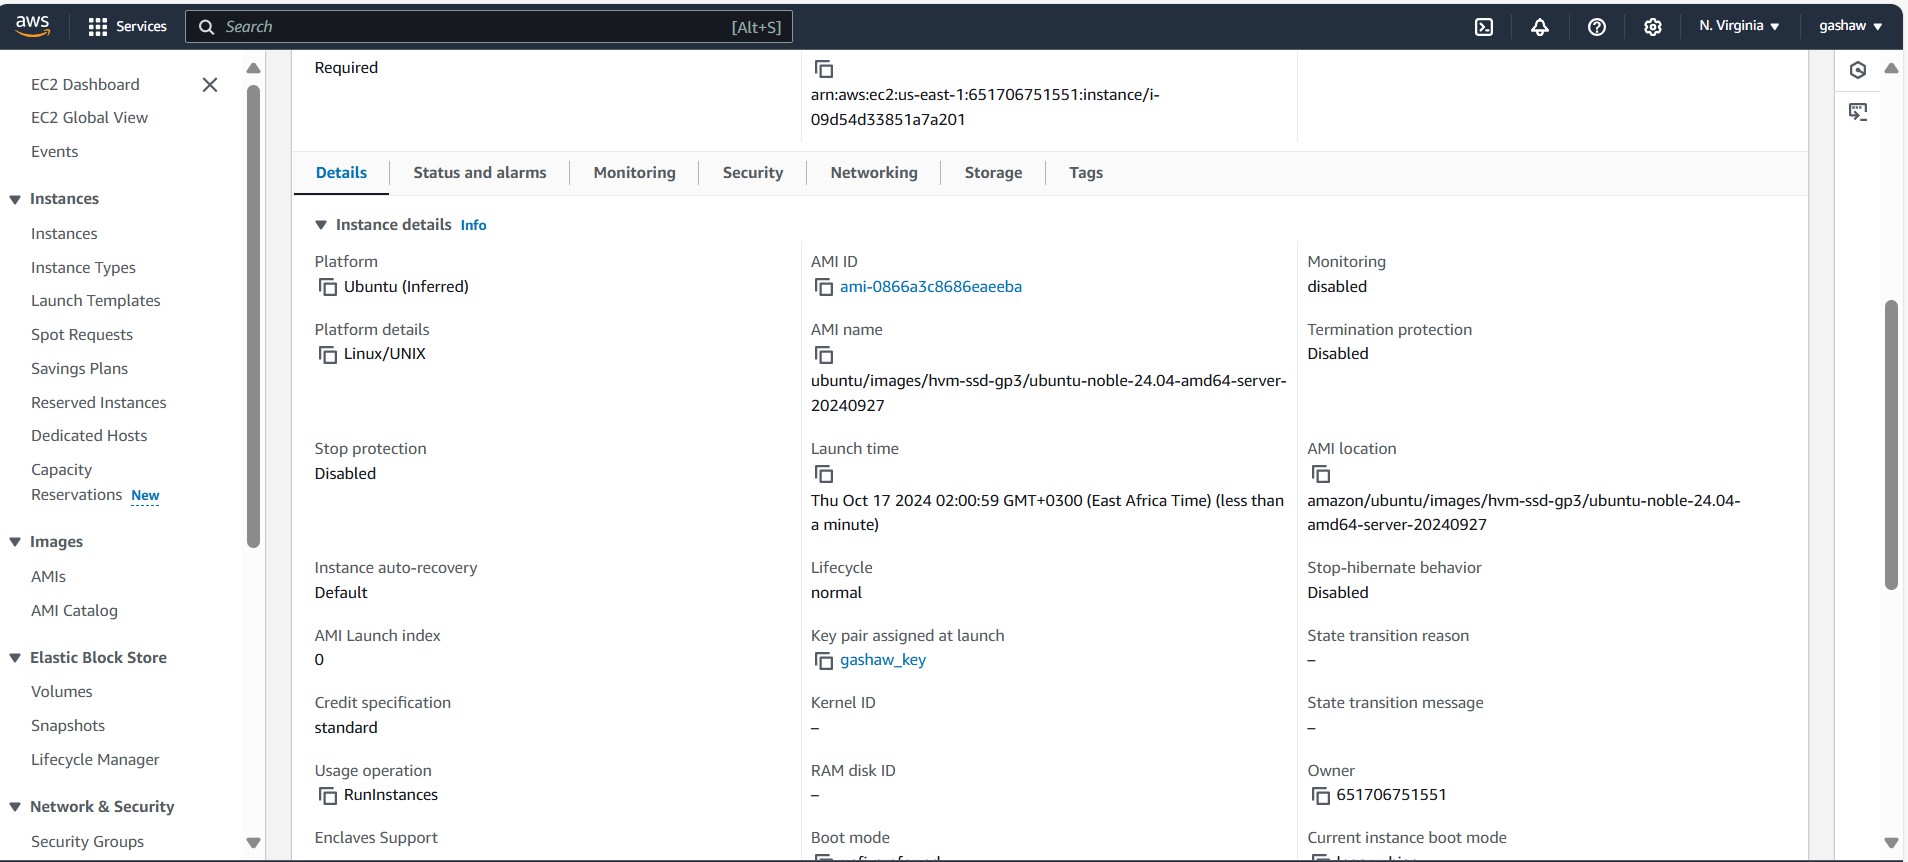 aws
Services
Search
[Alt+S]
N. Virginia
gashaw
EC2 Dashboard
EC2 Global View
Events
Instances
Instances
Instance Types
Launch Templates
Spot Requests
Savings Plans
Reserved Instances
Dedicated Hosts
Capacity
Reservations New
Images
AMIs
AMI Catalog
Elastic Block Store
Volumes
Snapshots
Lifecycle Manager
Network & Security
Security Groups
Required
arn:aws:ec2:us-east-1:651706751551:instance/i-
09d54d33851a7a201
Details
Status and alarms
Monitoring
Security
Networking
Storage
Tags
Instance details Info
Platform
Ubuntu (Inferred)
AMI ID
ami-0866a3c8686eaeeba
Monitoring
disabled
Platform details
Linux/UNIX
AMI name
ubuntu/images/hvm-ssd-gp3/ubuntu-noble-24.04-amd64-server-
20240927
Termination protection
Disabled
Stop protection
Disabled
Launch time
Thu Oct 17 2024 02:00:59 GMT+0300 (East Africa Time) (less than
a minute)
AMI location
amazon/ubuntu/images/hvm-ssd-gp3/ubuntu-noble-24.04-
amd64-server-20240927
Instance auto-recovery
Default
Lifecycle
normal
Stop-hibernate behavior
Disabled
AMI Launch index
0
Key pair assigned at launch
gashaw_key
State transition reason
–
Credit specification
standard
Kernel ID
–
State transition message
–
Usage operation
RunInstances
RAM disk ID
–
Owner
651706751551
Enclaves Support
Boot mode
Current instance boot mode